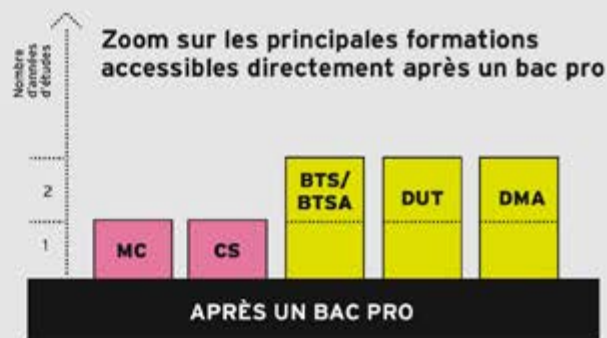 Nombre
d'années
d'études
Zoom sur les principales formations
accessibles directement après un bac pro
2
1
MC
CS
BTS/
BTSA
DUT
DMA
APRÈS UN BAC PRO